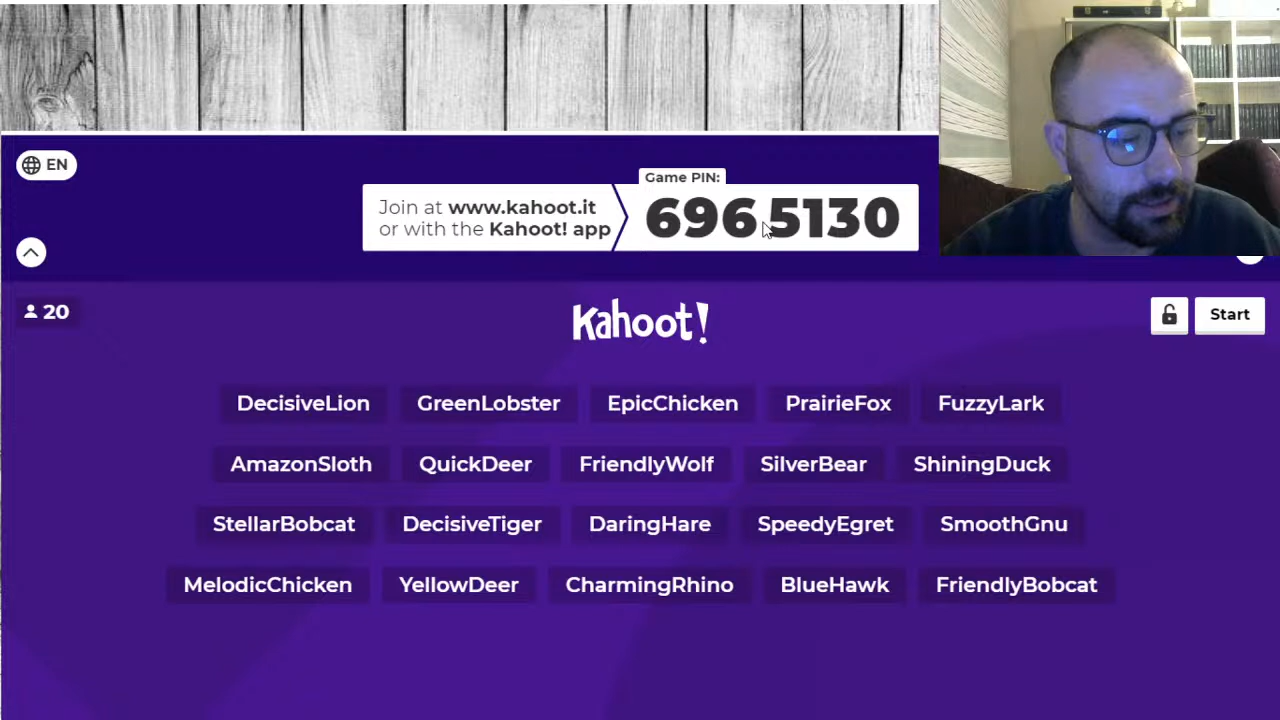 EN
Game PIN:
Join at www.kahoot.it
or with the Kahoot! app
696 5130
20
Kahoot!
Start
DecisiveLion GreenLobster EpicChicken PrairieFox FuzzyLark
AmazonSloth QuickDeer FriendlyWolf SilverBear ShiningDuck
StellarBobcat DecisiveTiger DaringHare SpeedyEgret SmoothGnu
MelodicChicken YellowDeer CharmingRhino BlueHawk FriendlyBobcat